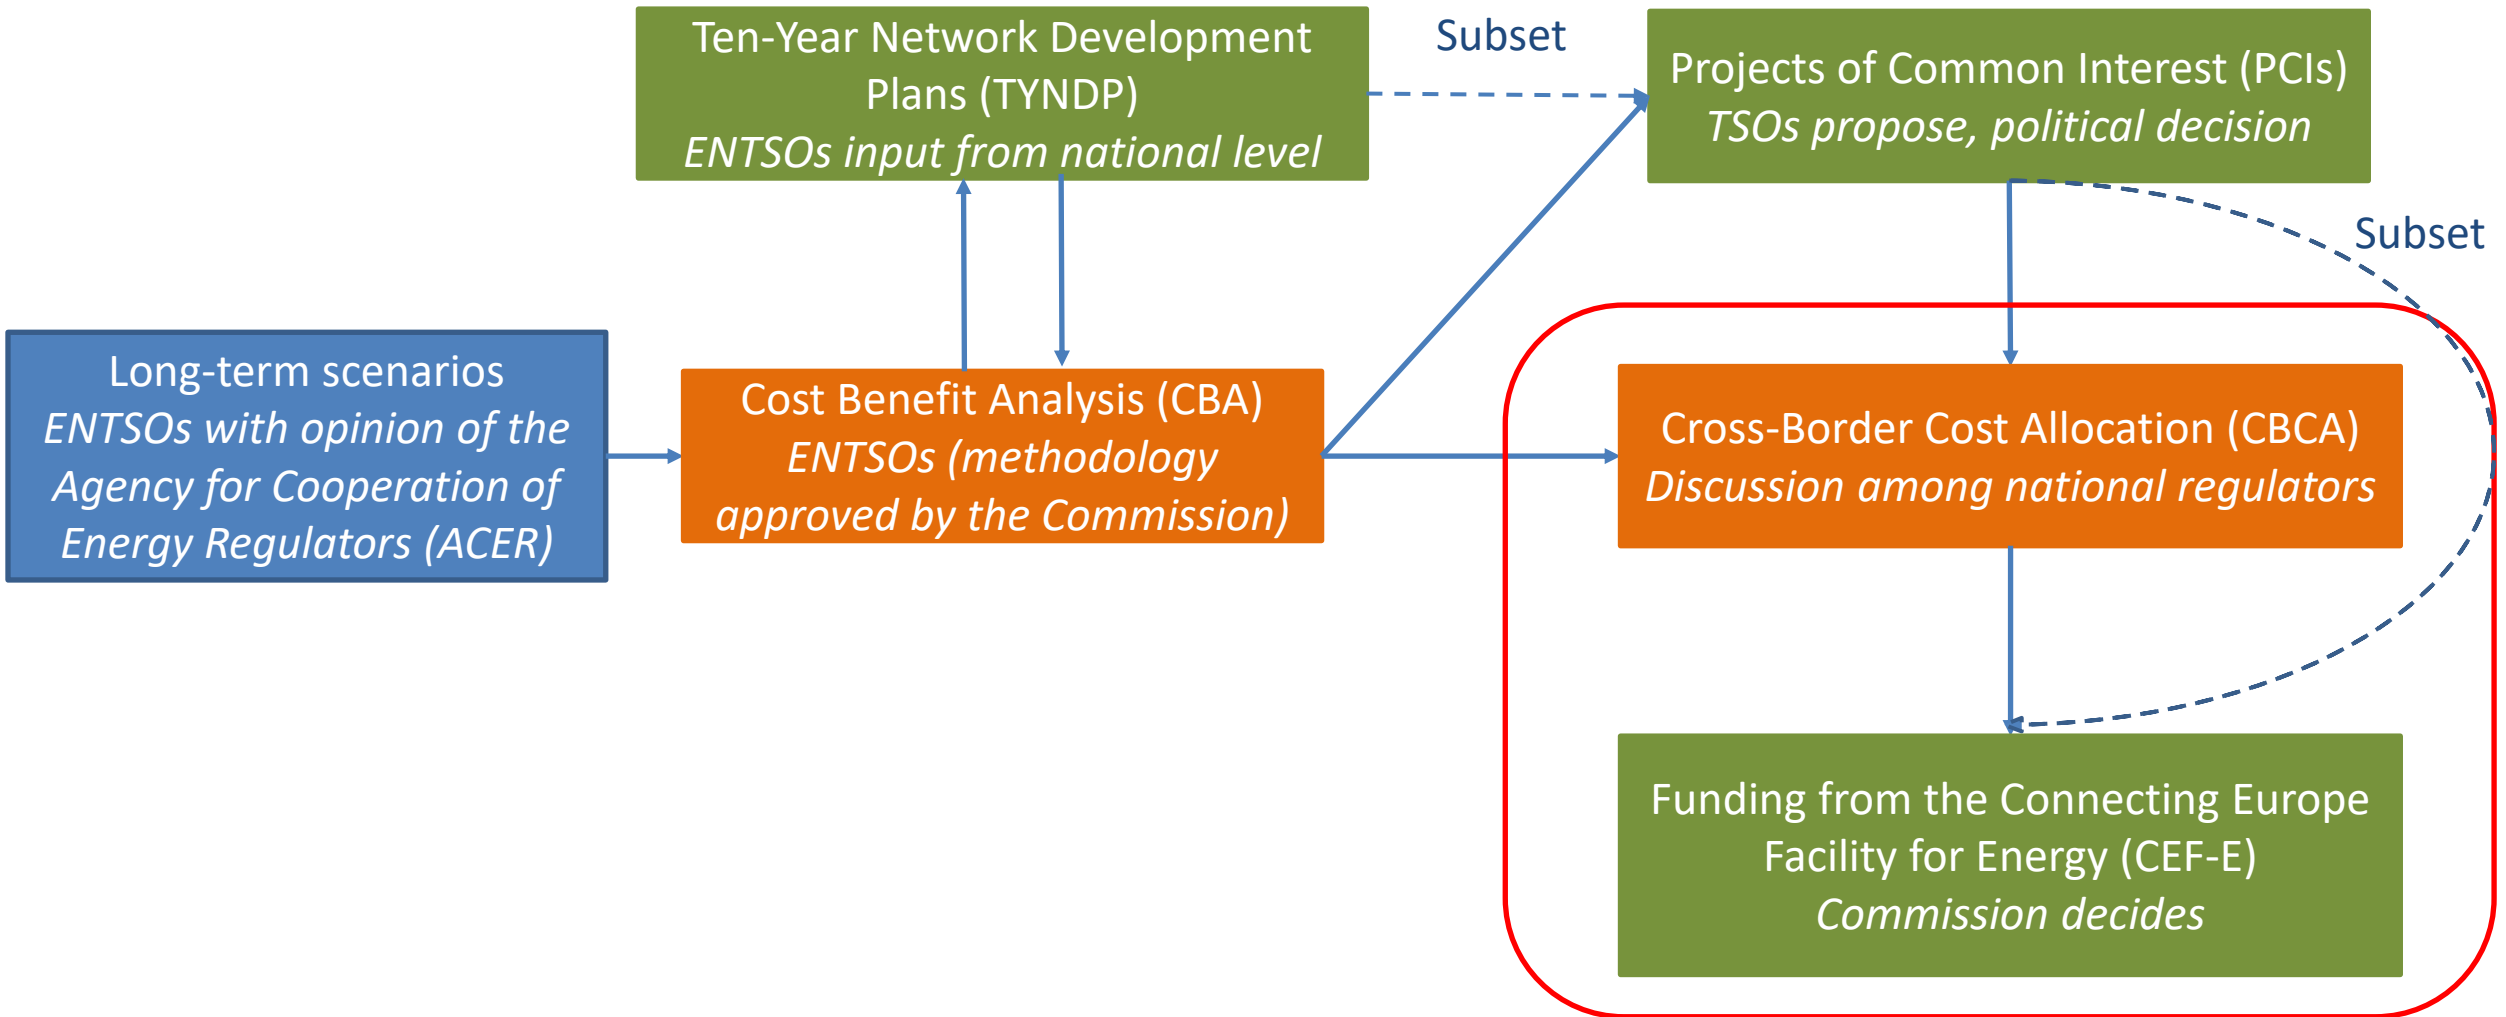 Ten-Year Network Development
Plans (TYNDP)
ENTSOs input from national level
Subset
Projects of Common Interest (PCIs)
TSOs propose, political decision
Subset
Long-term scenarios
ENTSOs with opinion of the
Agency for Cooperation of
Energy Regulators (ACER)
Cost Benefit Analysis (CBA)
ENTSOs (methodology
approved by the Commission)
Cross-Border Cost Allocation (CBCA)
Discussion among national regulators
Funding from the Connecting Europe
Facility for Energy (CEF-E)
Commission decides